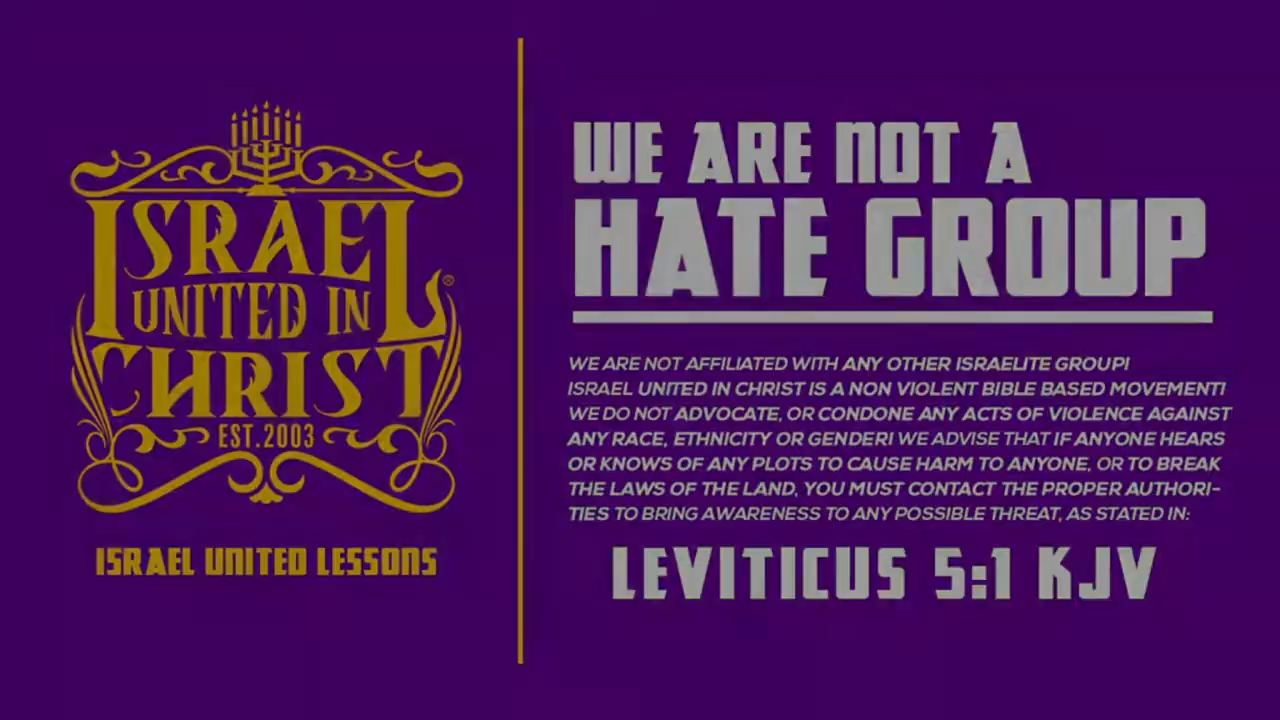 ISRAEL
UNITED IN
CHRIST®
EST.2003
ISRAEL UNITED LESSONS
WE ARE NOT A
HATE GROUP
WE ARE NOT AFFILIATED WITH ANY OTHER ISRAELITE GROUP!
ISRAEL UNITED IN CHRIST IS A NON VIOLENT BIBLE BASED MOVEMENT!
WE DO NOT ADVOCATE, OR CONDONE ANY ACTS OF VIOLENCE AGAINST
ANY RACE, ETHNICITY OR GENDER! WE ADVISE THAT IF ANYONE HEARS
OR KNOWS OF ANY PLOTS TO CAUSE HARM TO ANYONE, OR TO BREAK
THE LAWS OF THE LAND, YOU MUST CONTACT THE PROPER AUTHORI-
TIES TO BRING AWARENESS TO ANY POSSIBLE THREAT, AS STATED IN:
LEVITICUS 5:1 KJV